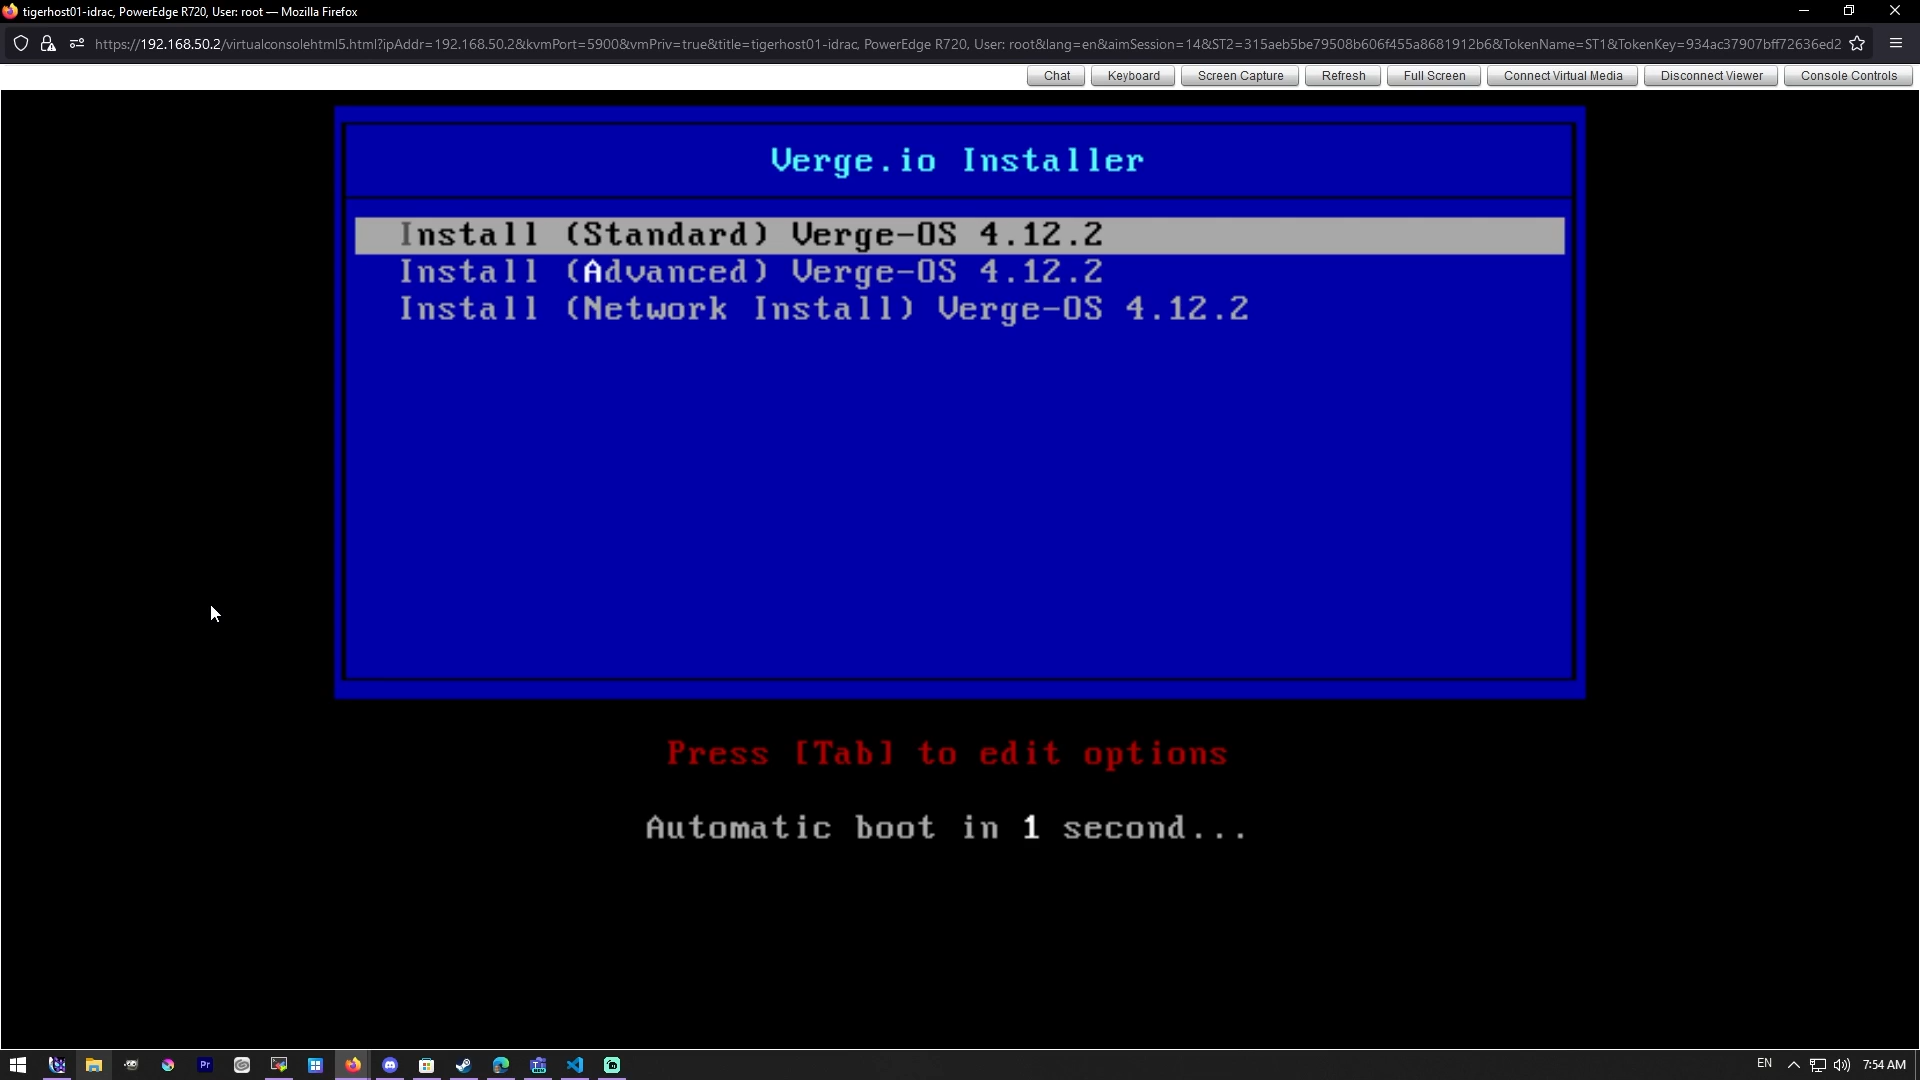 tigerhost01-idrac, PowerEdge R720, User: root — Mozilla Firefox
https://192.168.50.2/virtualconsolehtml5.html?ipAddr=192.168.50.2&kvmPort=5900&vmPriv=true&title=tigerhost01-idrac, PowerEdge R720, User: root&lang=en&aimSession=14&ST2=315aeb5be79508b606f455a8681912b6&TokenName=ST1&TokenKey=934ac37907bff72636ed2
Chat Keyboard Screen Capture Refresh Full Screen Connect Virtual Media Disconnect Viewer Console Controls
Verge.io Installer
Install (Standard) Verge-OS 4.12.2
Install (Advanced) Verge-OS 4.12.2
Install (Network Install) Verge-OS 4.12.2
Press [Tab] to edit options
Automatic boot in 1 second...
Pr
EN 7:54 AM